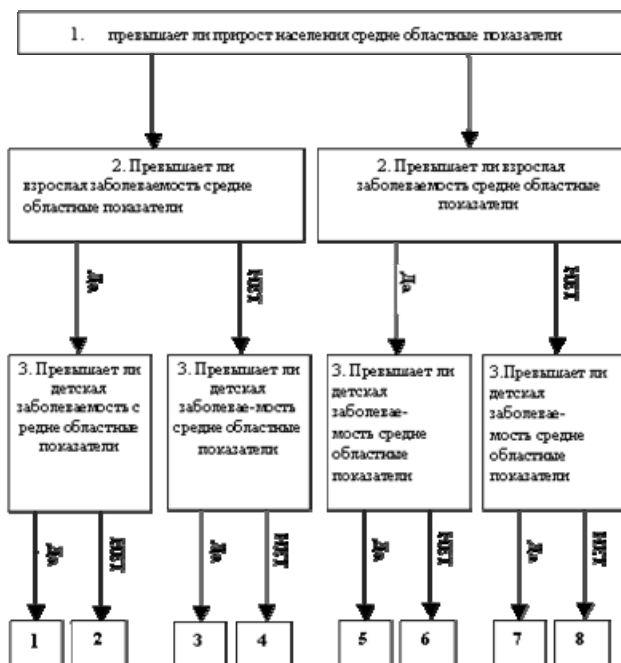 1. превышает ли прирост населения средне областные показатели
2. Превышает ли
взрослая заболеваемость средне
областные показатели
2. Превышает ли взрослая
заболеваемость средне областные
показатели
Да
НЕТ
Да
НЕТ
3. Превышает ли
детская
заболеваемость с
редне областные
показатели
3. Превышает ли
детская
заболевае-мость
средне областные
показатели
3. Превышает ли
детская
заболевае-
мость средне
областные
показатели
3.Превышает ли
детская
заболевае-
мость средне
областные
показатели
Да
НЕТ
Да
НЕТ
Да
НЕТ
Да
НЕТ
1
2
3
4
5
6
7
8